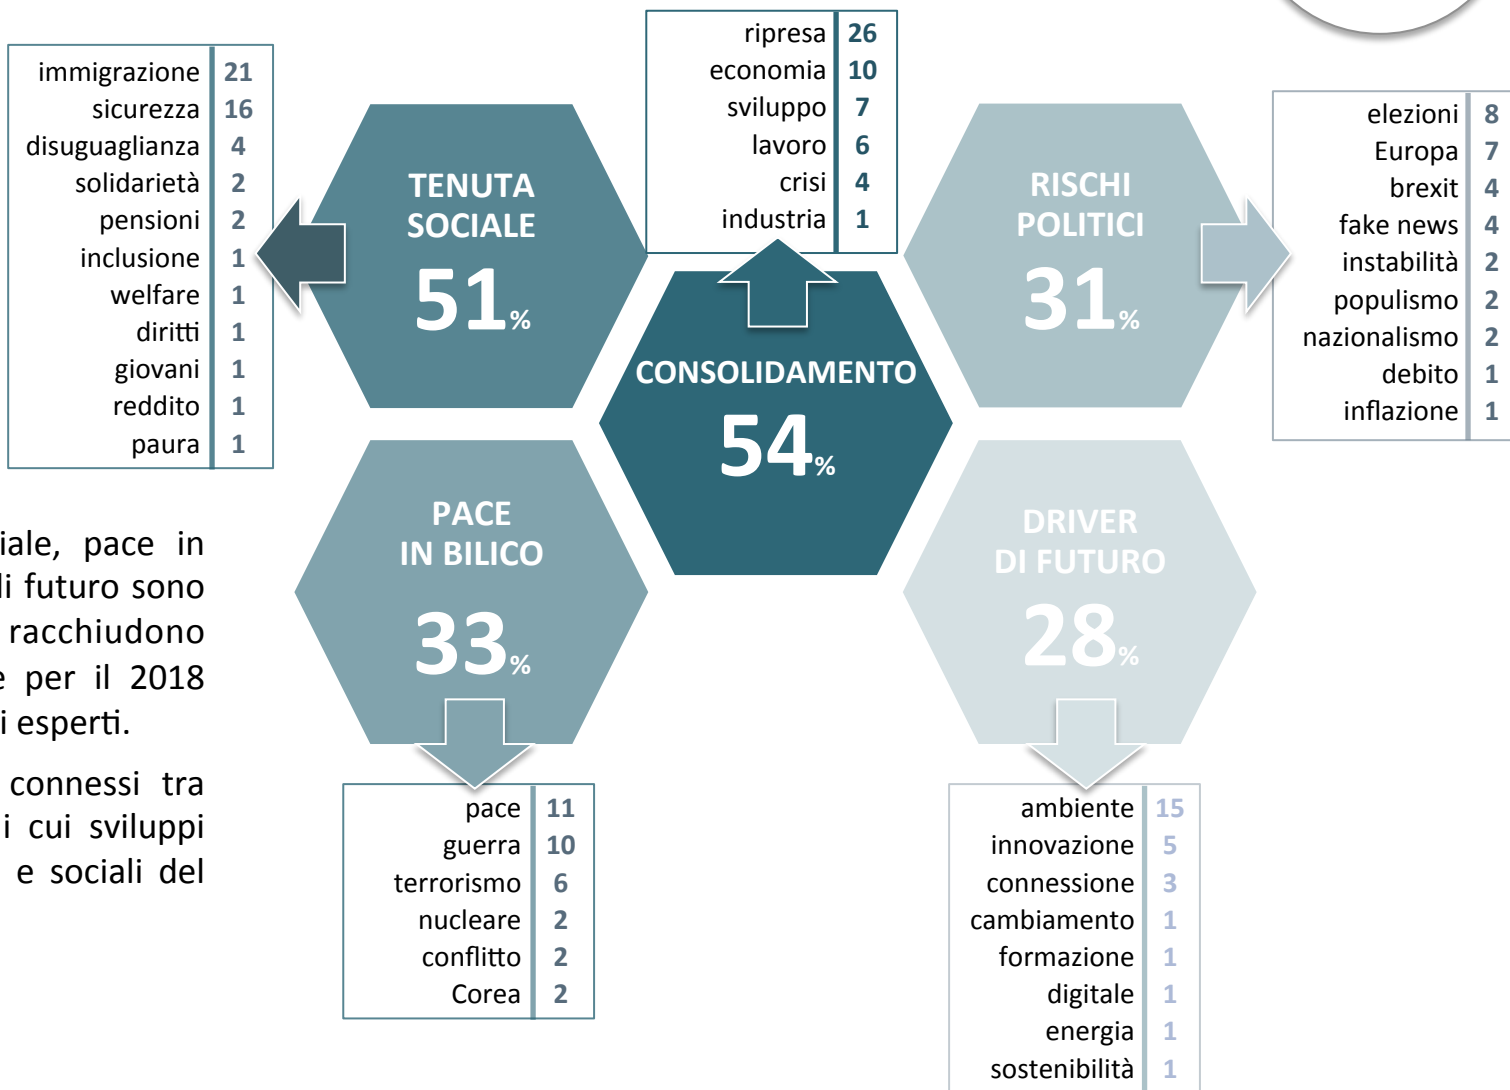 ripresa 26
economia 10
sviluppo 7
lavoro 6
crisi 4
industria 1
immigrazione 21
sicurezza 16
disuguaglianza 4
solidarietà 2
pensioni 2
inclusione 1
welfare 1
diritti 1
giovani 1
reddito 1
paura 1
TENUTA
SOCIALE
51%
CONSOLIDAMENTO
54%
RISCHI
POLITICI
31%
elezioni 8
Europa 7
brexit 4
fake news 4
instabilità 2
populismo 2
nazionalismo 2
debito 1
inflazione 1
PACE
IN BILICO
33%
DRIVER
DI FUTURO
28%
iale, pace in
di futuro sono
racchiudono
e per il 2018
i esperti.
connessi tra
i cui sviluppi
e sociali del
pace 11
guerra 10
terrorismo 6
nucleare 2
conflitto 2
Corea 2
ambiente 15
innovazione 5
connessione 3
cambiamento 1
formazione 1
digitale 1
energia 1
sostenibilità 1